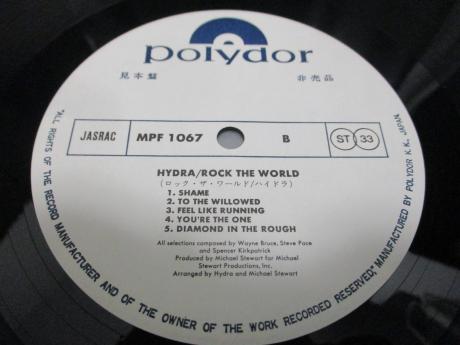 polydor
見本盤 非売品
JASRAC MPF 1067 B ST 33
HYDRA/ROCK THE WORLD
(ロック・ザ・ワールド/ハイドラ)
1. SHAME
2. TO THE WILLOWED
3. FEEL LIKE RUNNING
4. YOU'RE THE ONE
5. DIAMOND IN THE ROUGH
All selections composed by Wayne Bruce, Steve Pace
and Spencer Kirkpatrick
Produced by Michael Stewart for Michael
Stewart Productions, Inc.
Arranged by Hydra and Michael Stewart
"ALL RIGHTS OF THE RECORD MANUFACTURER AND OF THE OWNER OF THE WORK RECORDED RESERVED," MANUFACTURED BY POLYDOR K. K. JAPAN.